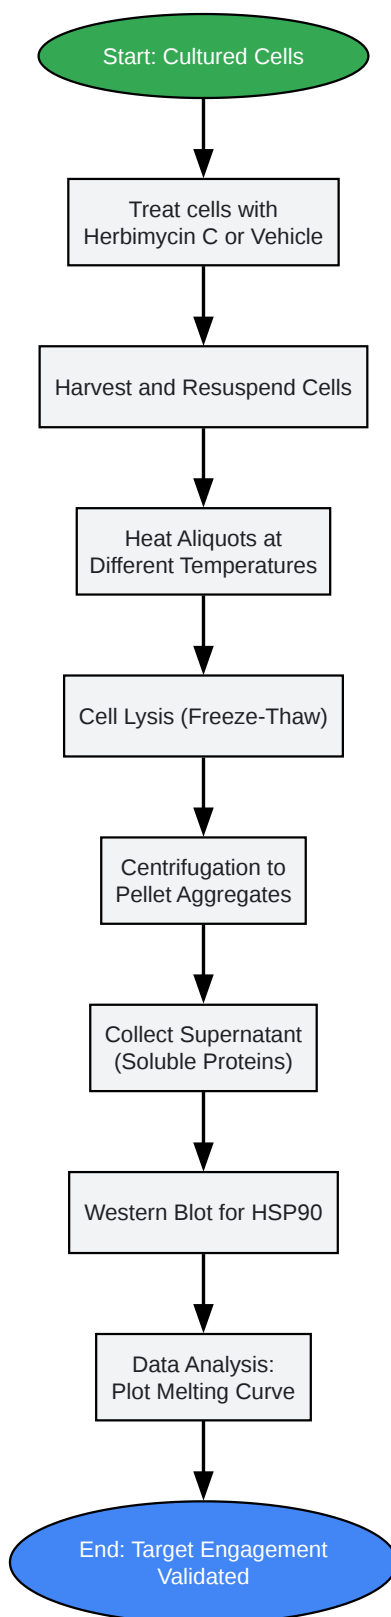 Start: Cultured Cells
Treat cells with
Herbimycin C or Vehicle
Harvest and Resuspend Cells
Heat Aliquots at
Different Temperatures
Cell Lysis (Freeze-Thaw)
Centrifugation to
Pellet Aggregates
Collect Supernatant
(Soluble Proteins)
Western Blot for HSP90
Data Analysis:
Plot Melting Curve
End: Target Engagement
Validated